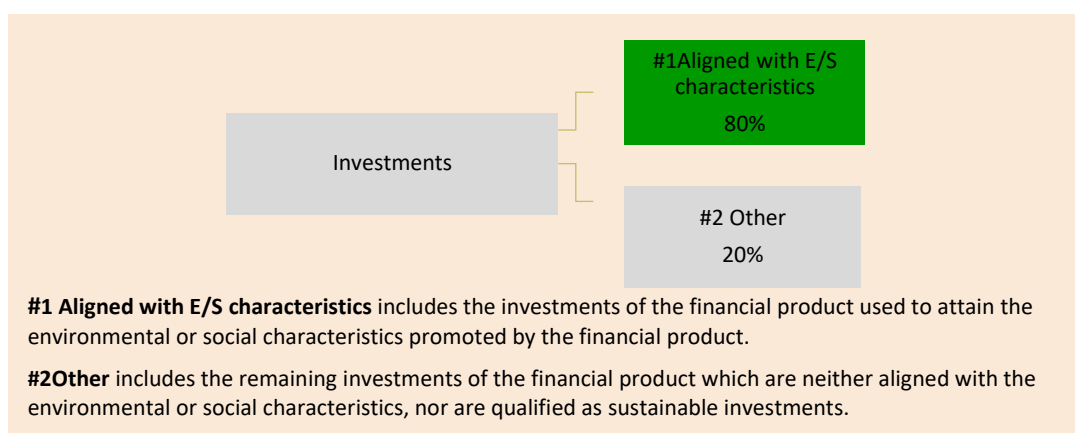 #1Aligned with E/S
characteristics
80%
Investments
#2 Other
20%
#1 Aligned with E/S characteristics includes the investments of the financial product used to attain the
environmental or social characteristics promoted by the financial product.
#2Other includes the remaining investments of the financial product which are neither aligned with the
environmental or social characteristics, nor are qualified as sustainable investments.